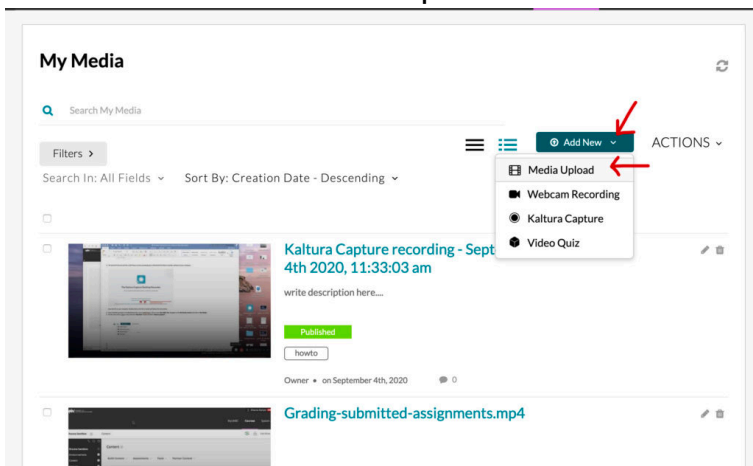 My Media
Search My Media
Filters >
Add New
ACTIONS
Search In: All Fields
Sort By: Creation Date - Descending
Media Upload
Webcam Recording
Kaltura Capture
Video Quiz
Kaltura Capture recording - Sept
4th 2020, 11:33:03 am
write description here....
Published
howto
Owner • on September 4th, 2020 0
Grading-submitted-assignments.mp4